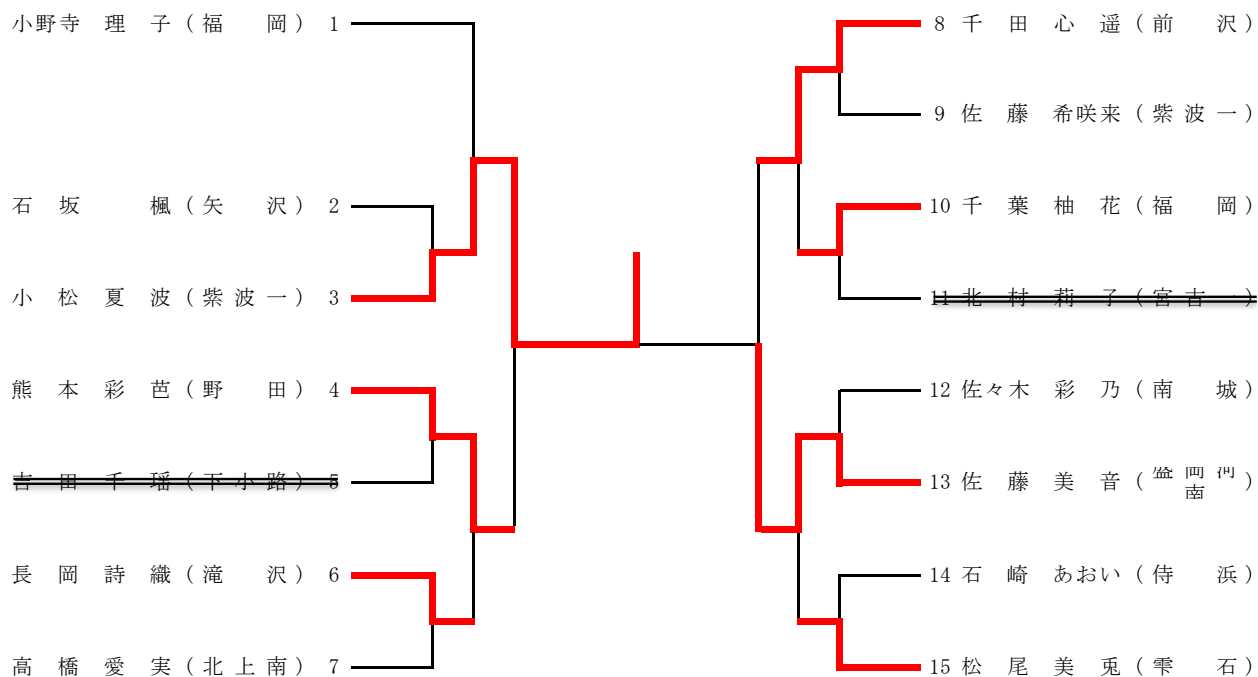 小野寺 理 子 ( 福 岡 ) 1
石 坂 楓 ( 矢 沢 ) 2
小 松 夏 波 ( 紫 波 一 ) 3
熊 本 彩 芭 ( 野 田 ) 4
吉 田 千 瑶 ( 下 小 路 ) 5
長 岡 詩 織 ( 滝 沢 ) 6
高 橋 愛 実 ( 北 上 南 ) 7
8 千 田 心 遥 ( 前 沢 )
9 佐 藤 希咲来 ( 紫 波 一 )
10 千 葉 柚 花 ( 福 岡 )
11 北 村 莉 子 ( 宮 古 一 )
12 佐々木 彩 乃 ( 南 城 )
13 佐 藤 美 音 ( 盛 岡 河 南 )
14 石 崎 あおい ( 侍 浜 )
15 松 尾 美 兎 ( 雫 石 )